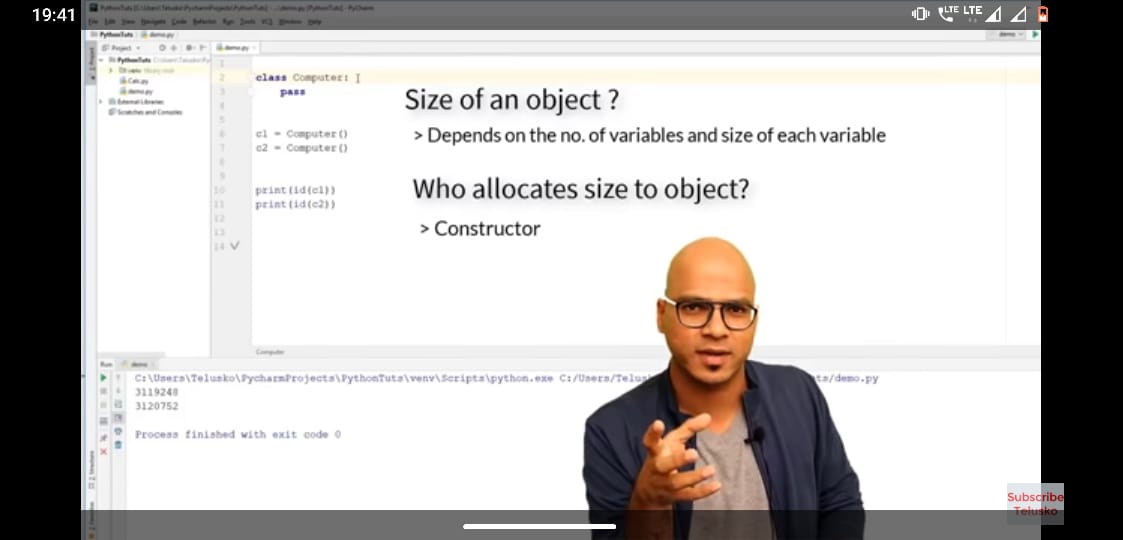 19:41
LTE LTE
PythonTuts [C:\Users\Telusko\PycharmProjects\PythonTuts] - ...\demo.py [PythonTuts] - PyCharm
File Edit View Navigate Code Refactor Run Tools VCS Window Help
PythonTuts demo.py
demo
Project
demo.py
PythonTuts
venv library root
Calc.py
demo.py
External Libraries
Scratches and Consoles
1
2 class Computer:
3 pass
4
5
6 c1 = Computer()
7 c2 = Computer()
8
9
10 print(id(c1))
11 print(id(c2))
12
13
14
Size of an object ?
> Depends on the no. of variables and size of each variable
Who allocates size to object?
> Constructor
Computer
Run: demo
C:\Users\Telusko\PycharmProjects\PythonTuts\venv\Scripts\python.exe C:/Users/Telus ts/demo.py
3119248
3120752
Process finished with exit code 0
Subscribe
Telusko